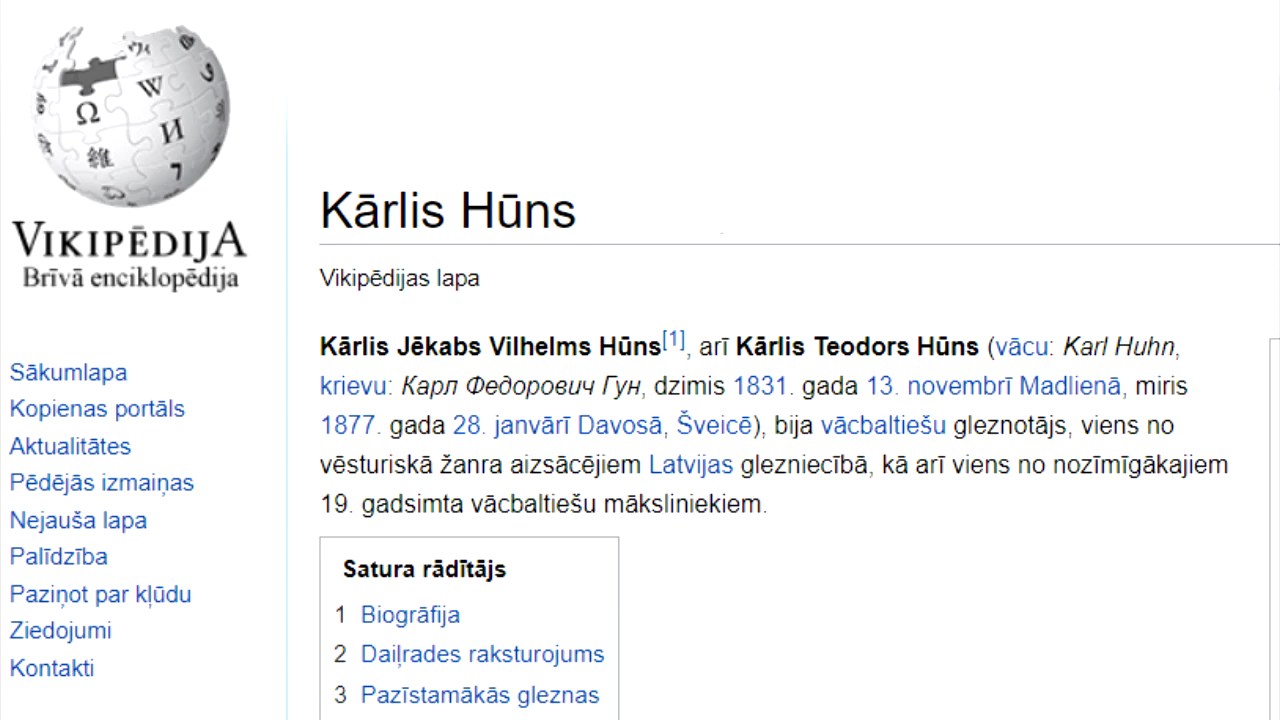 Ω W И 維 7
VIKIPĒDIJA
Brīvā enciklopēdija
Sākumlapa
Kopienas portāls
Aktualitātes
Pēdējās izmaiņas
Nejauša lapa
Palīdzība
Paziņot par kļūdu
Ziedojumi
Kontakti
Kārlis Hūns
Vikipēdijas lapa
Kārlis Jēkabs Vilhelms Hūns[1], arī Kārlis Teodors Hūns (vācu: Karl Huhn,
krievu: Карл Федорович Гун, dzimis 1831. gada 13. novembrī Madlienā, miris
1877. gada 28. janvārī Davosā, Šveicē), bija vācbaltiešu gleznotājs, viens no
vēsturiskā žanra aizsācējiem Latvijas glezniecībā, kā arī viens no nozīmīgākajiem
19. gadsimta vācbaltiešu māksliniekiem.
Satura rādītājs
1 Biogrāfija
2 Daiļrades raksturojums
3 Pazīstamākās gleznas